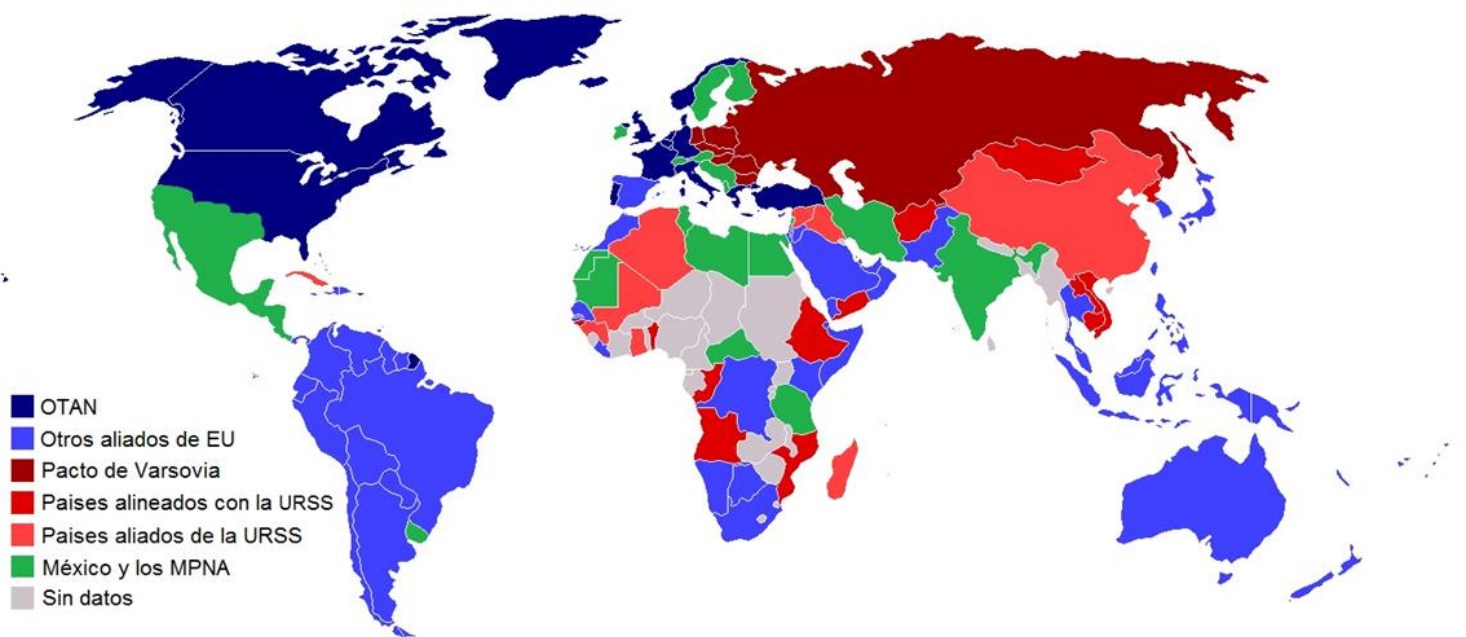 OTAN
Otros aliados de EU
Pacto de Varsovia
Paises alineados con la URSS
Paises aliados de la URSS
México y los MPNA
Sin datos